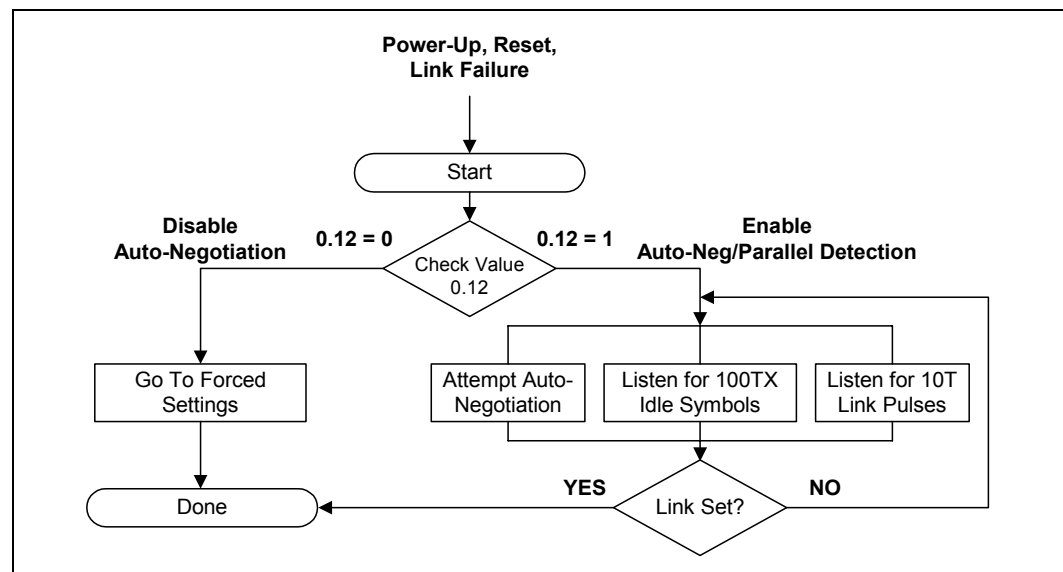 Power-Up, Reset,
Link Failure
Start
Disable
Auto-Negotiation
0.12 = 0
0.12 = 1
Enable
Auto-Neg/Parallel Detection
Check Value
0.12
Go To Forced
Settings
Attempt Auto-
Negotiation
Listen for 100TX
Idle Symbols
Listen for 10T
Link Pulses
Done
YES
Link Set?
NO